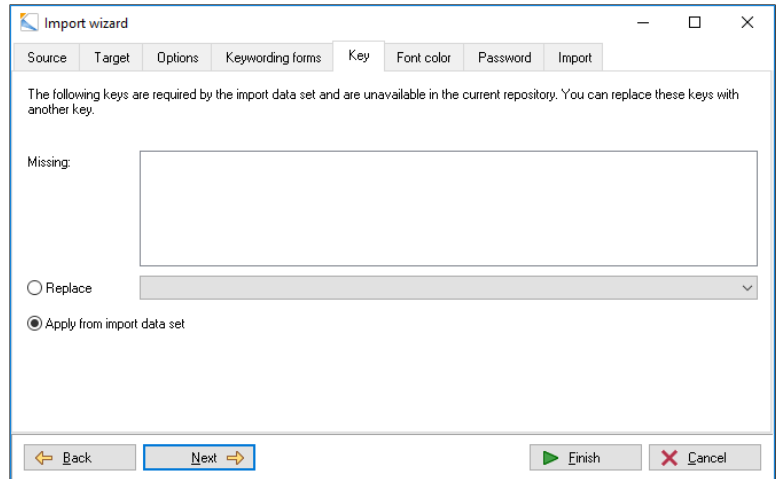 Import wizard
Source Target Options Keywording forms Key Font color Password Import
The following keys are required by the import data set and are unavailable in the current repository. You can replace these keys with
another key.
Missing:
Replace
Apply from import data set
Back Next Finish Cancel